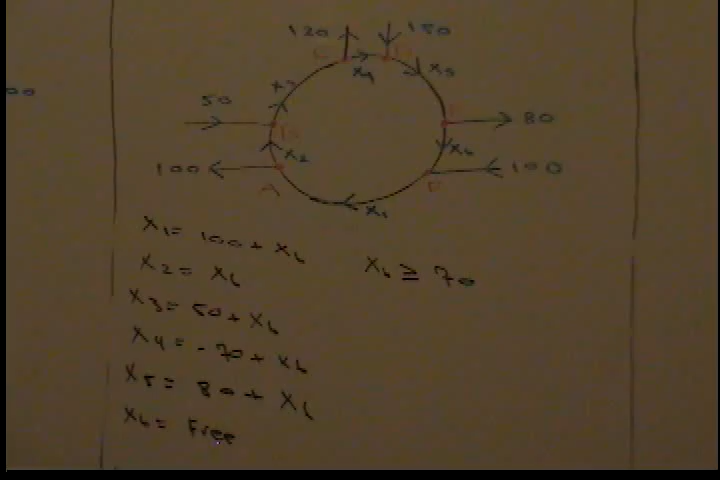 120
150
C
D
x4
x5
x3
50
B
E
80
00
x2
x6
100
A
F
100
x1
x1 = 100 + x6
x2 = x6
x6 ≥ 70
x3 = 50 + x6
x4 = -70 + x6
x5 = 80 + x6
x6 = Free